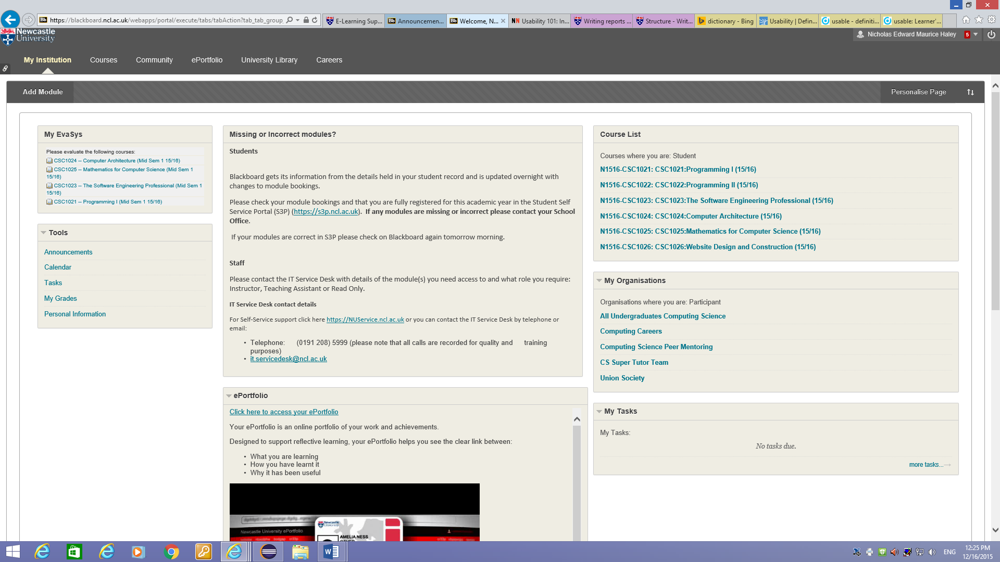 https://blackboard.ncl.ac.uk/webapps/portal/execute/tabs/tabAction?tab_tab_group_
E-Learning Sup...
Announcemen...
Welcome, N...
Usability 101: In...
Writing reports ...
Structure - Writ...
dictionary - Bing
Usability | Defin...
usable - definiti...
usable: Learner'...
Newcastle
University
Nicholas Edward Maurice Haley
5
My Institution
Courses
Community
ePortfolio
University Library
Careers
Add Module
Personalise Page
My EvaSys
Please evaluate the following courses:
CSC1024 -- Computer Architecture (Mid Sem 1 15/16)
CSC1025 -- Mathematics for Computer Science (Mid Sem 1
15/16)
CSC1023 -- The Software Engineering Professional (Mid Sem 1
15/16)
CSC1021 -- Programming I (Mid Sem 1 15/16)
Tools
Announcements
Calendar
Tasks
My Grades
Personal Information
Missing or Incorrect modules?
Students
Blackboard gets its information from the details held in your student record and is updated overnight with
changes to module bookings.
Please check your module bookings and that you are fully registered for this academic year in the Student Self
Service Portal (S3P) (https://s3p.ncl.ac.uk). If any modules are missing or incorrect please contact your School
Office.
If your modules are correct in S3P please check on Blackboard again tomorrow morning.
Staff
Please contact the IT Service Desk with details of the module(s) you need access to and what role you require:
Instructor, Teaching Assistant or Read Only.
IT Service Desk contact details
For Self-Service support click here https://NUService.ncl.ac.uk or you can contact the IT Service Desk by telephone or
email:
• Telephone: (0191 208) 5999 (please note that all calls are recorded for quality and training
purposes)
• it.servicedesk@ncl.ac.uk
ePortfolio
Click here to access your ePortfolio
Your ePortfolio is an online portfolio of your work and achievements.
Designed to support reflective learning, your ePortfolio helps you see the clear link between:
• What you are learning
• How you have learnt it
• Why it has been useful
Newcastle University ePortfolio
Newcastle
University
AMELIA NESS
Course List
Courses where you are: Student
N1516-CSC1021: CSC1021:Programming I (15/16)
N1516-CSC1022: CSC1022:Programming II (15/16)
N1516-CSC1023: CSC1023:The Software Engineering Professional (15/16)
N1516-CSC1024: CSC1024:Computer Architecture (15/16)
N1516-CSC1025: CSC1025:Mathematics for Computer Science (15/16)
N1516-CSC1026: CSC1026:Website Design and Construction (15/16)
My Organisations
Organisations where you are: Participant
All Undergraduates Computing Science
Computing Careers
Computing Science Peer Mentoring
CS Super Tutor Team
Union Society
My Tasks
My Tasks:
No tasks due.
more tasks...→
ENG
12:25 PM
12/16/2015